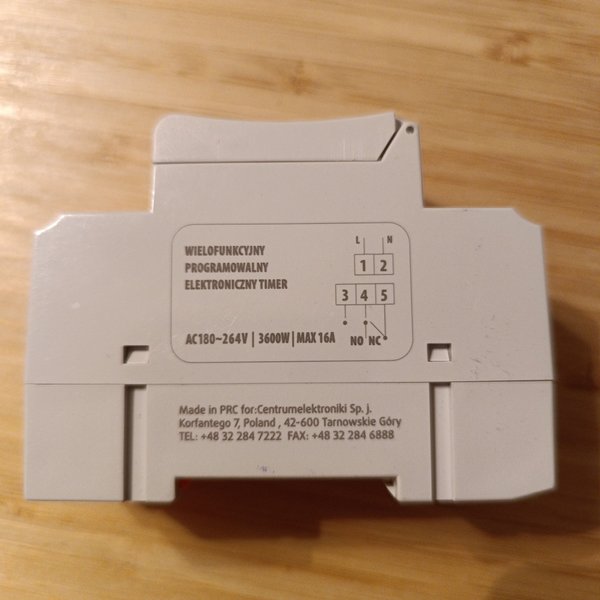 WIELOFUNKCYJNY
PROGRAMOWALNY
ELEKTRONICZNY TIMER
AC180~264V | 3600W | MAX 16A
L N
1 2
3 4 5
NO NC
Made in PRC for:Centrumelektroniki Sp. j.
Korfantego 7, Poland , 42-600 Tarnowskie Góry
TEL: +48 32 284 7222 FAX: +48 32 284 6888